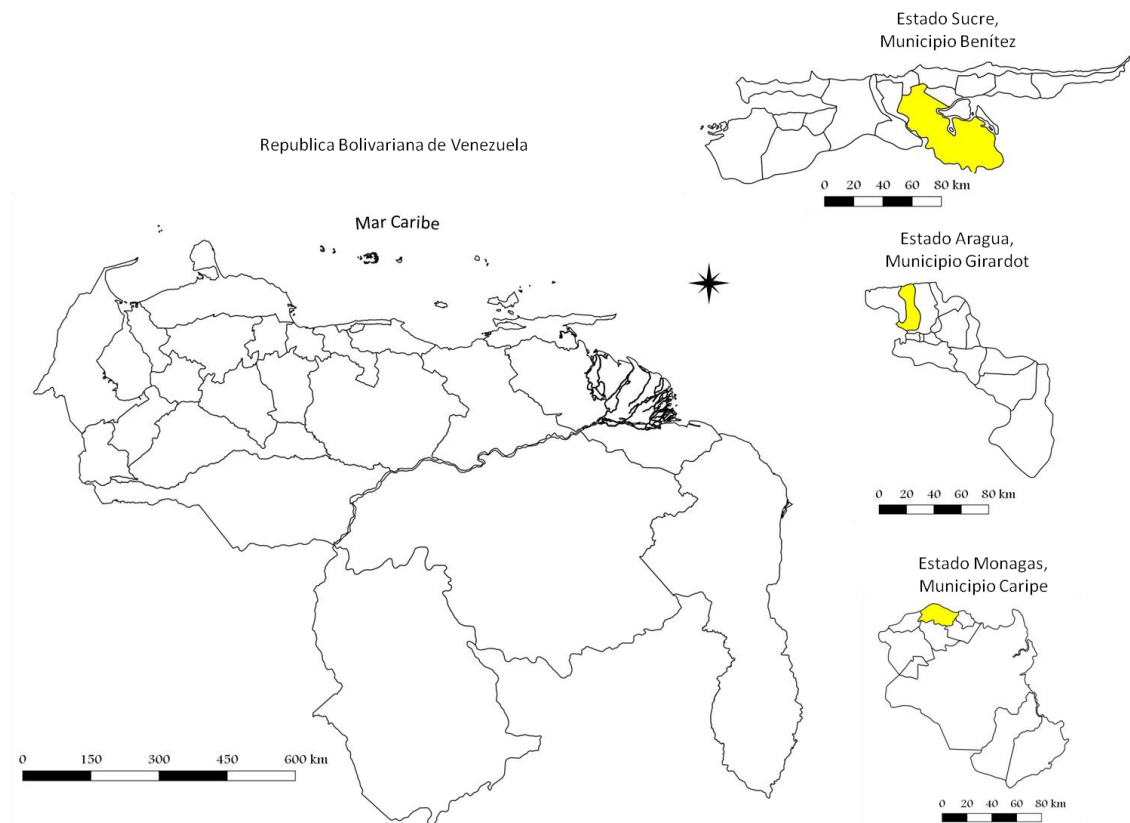 Estado Sucre,
Municipio Benítez
Republica Bolivariana de Venezuela
0 20 40 60 80 km
Mar Caribe
Estado Aragua,
Municipio Girardot
0 20 40 60 80 km
Estado Monagas,
Municipio Caripe
0 150 300 450 600 km
0 20 40 60 80 km